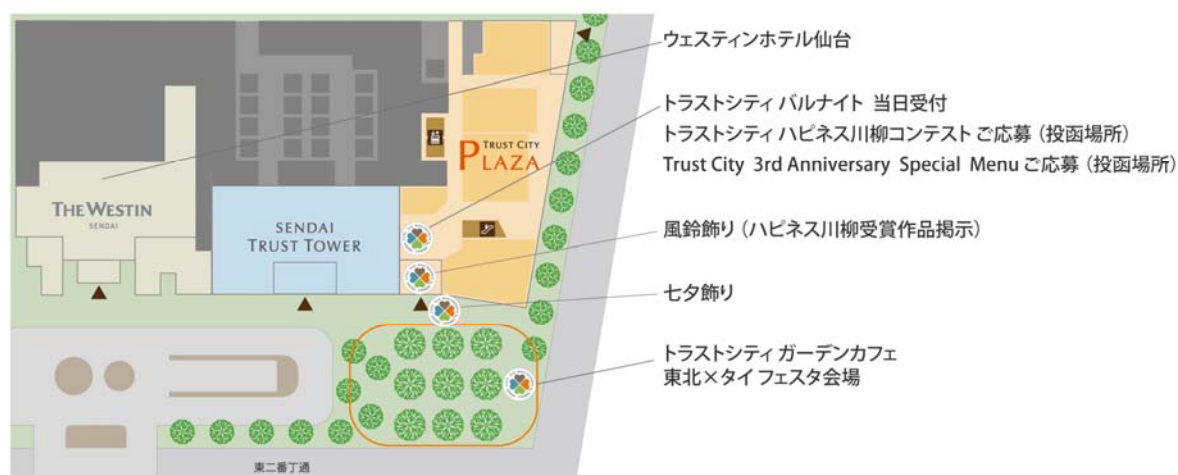 ウェスティンホテル仙台
トラストシティ バルナイト 当日受付
トラストシティ ハピネス川柳コンテスト ご応募（投函場所）
Trust City 3rd Anniversary Special Menu ご応募（投函場所）
風鈴飾り（ハピネス川柳受賞作品掲示）
七夕飾り
トラストシティ ガーデンカフェ
東北×タイ フェスタ会場
TRUST CITY
PLAZA
THE WESTIN
SENDAI
SENDAI
TRUST TOWER
東二番丁通